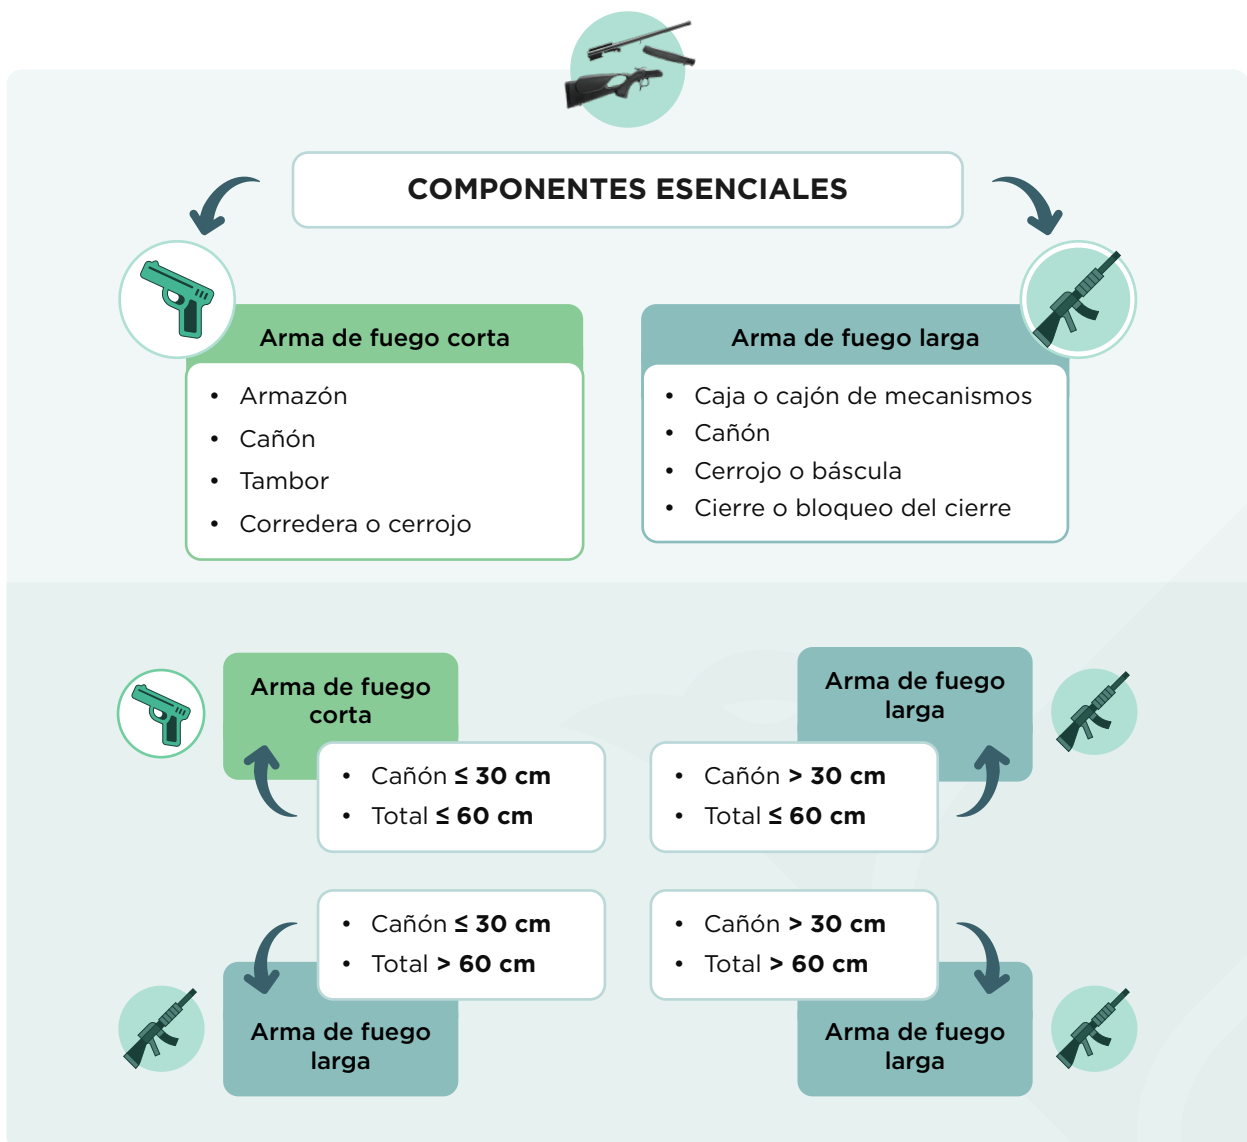 COMPONENTES ESENCIALES
Arma de fuego corta
• Armazón
• Cañón
• Tambor
• Corredera o cerrojo
Arma de fuego larga
• Caja o cajón de mecanismos
• Cañón
• Cerrojo o báscula
• Cierre o bloqueo del cierre
Arma de fuego
corta
• Cañón ≤ 30 cm
• Total ≤ 60 cm
Arma de fuego
larga
• Cañón > 30 cm
• Total ≤ 60 cm
• Cañón ≤ 30 cm
• Total > 60 cm
Arma de fuego
larga
• Cañón > 30 cm
• Total > 60 cm
Arma de fuego
larga